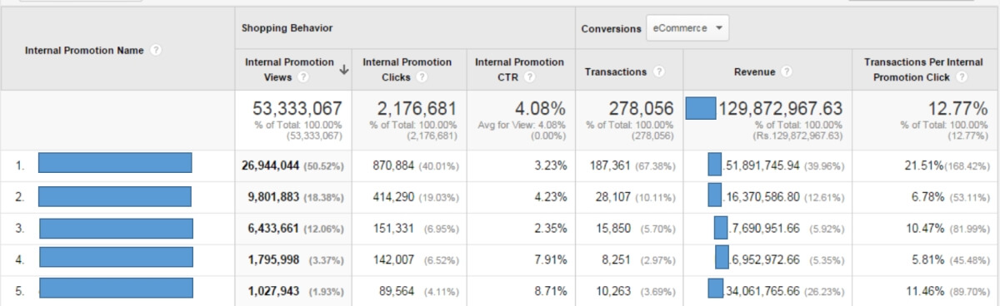 Internal Promotion Name ?
Shopping Behavior
Conversions eCommerce
Internal Promotion Views ?
Internal Promotion Clicks ?
Internal Promotion CTR ?
Transactions ?
Revenue ?
Transactions Per Internal Promotion Click ?
53,333,067 2,176,681 4.08% 278,056 129,872,967.63 12.77%
% of Total: 100.00% % of Total: 100.00% Avg for View: 4.08% % of Total: 100.00% % of Total: 100.00% % of Total: 100.00%
(53,333,067) (2,176,681) (0.00%) (278,056) (Rs.129,872,967.63) (12.77%)
1. 26,944,044 (50.52%) 870,884 (40.01%) 3.23% 187,361 (67.38%) .51,891,745.94 (39.96%) 21.51%(168.42%)
2. 9,801,883 (18.38%) 414,290 (19.03%) 4.23% 28,107 (10.11%) .16,370,586.80 (12.61%) 6.78% (53.11%)
3. 6,433,661 (12.06%) 151,331 (6.95%) 2.35% 15,850 (5.70%) .7,690,951.66 (5.92%) 10.47% (81.99%)
4. 1,795,998 (3.37%) 142,007 (6.52%) 7.91% 8,251 (2.97%) .6,952,972.66 (5.35%) 5.81% (45.48%)
5. 1,027,943 (1.93%) 89,564 (4.11%) 8.71% 10,263 (3.69%) .34,061,765.66 (26.23%) 11.46% (89.70%)